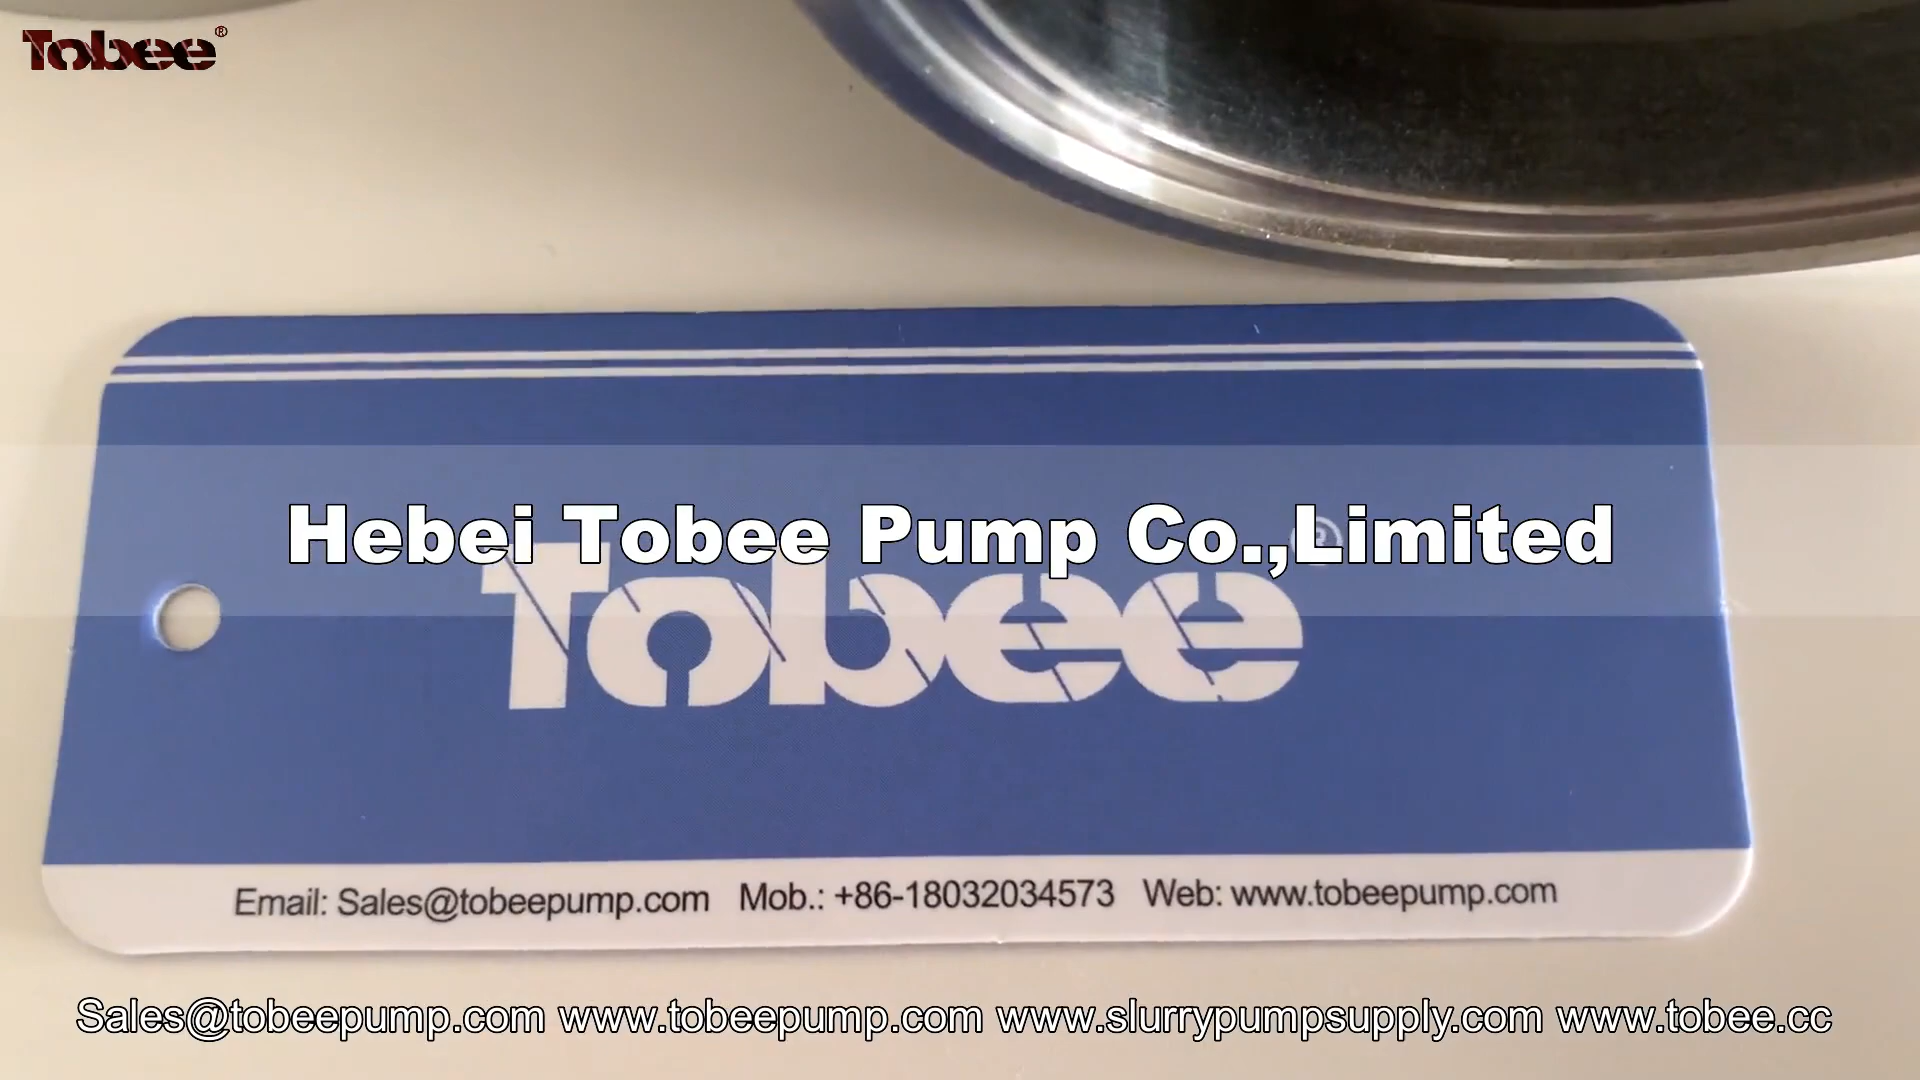 Tobee®
Hebei Tobee Pump Co.,Limited
Tobee®
Email: Sales@tobeepump.com Mob.: +86-18032034573 Web: www.tobeepump.com
Sales@tobeepump.com www.tobeepump.com www.slurrypumpsupply.com www.tobee.cc